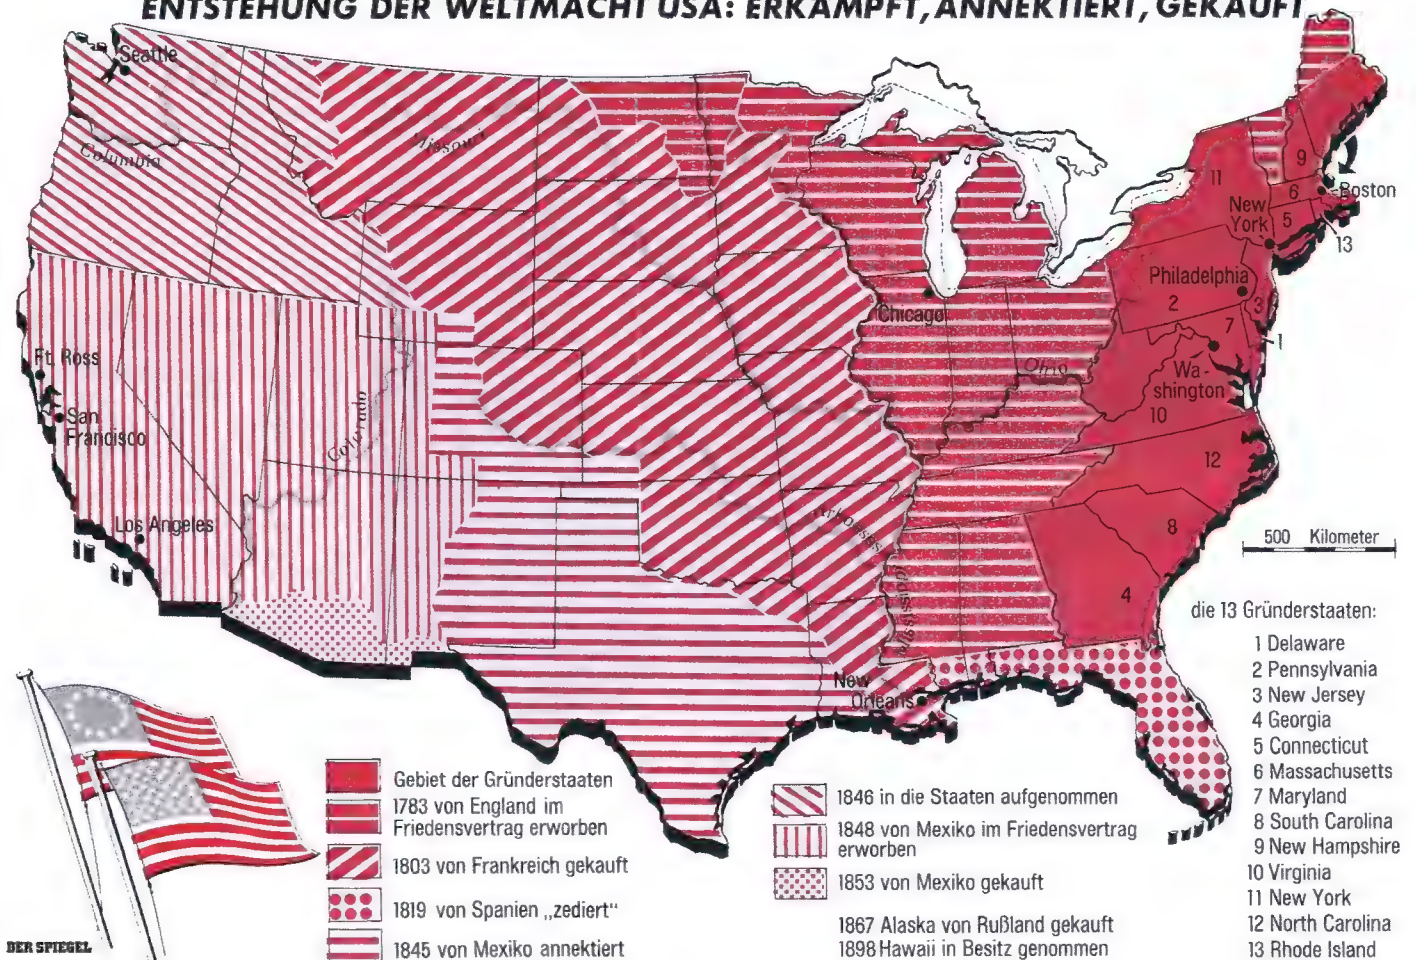 ENTSTEHUNG DER WELTMACHT USA: ERKÄMPFT, ANNEKTIERT, GEKAUFT
Seattle
Columbia
Missouri
11
9
6
Boston
New
York
5
13
Philadelphia
2
3
7
1
Chicago
Ohio
Wa-
shington
10
Ft. Ross
San
Frandisco
Colorado
12
Los Angeles
Arkansas
8
500 Kilometer
Mississippi
4
New
Orleans
die 13 Gründerstaaten:
1 Delaware
2 Pennsylvania
3 New Jersey
4 Georgia
5 Connecticut
6 Massachusetts
7 Maryland
8 South Carolina
9 New Hampshire
10 Virginia
11 New York
12 North Carolina
13 Rhode Island
Gebiet der Gründerstaaten
1783 von England im
Friedensvertrag erworben
1803 von Frankreich gekauft
1819 von Spanien „zediert“
1845 von Mexiko annektiert
1846 in die Staaten aufgenommen
1848 von Mexiko im Friedensvertrag
erworben
1853 von Mexiko gekauft
1867 Alaska von Rußland gekauft
1898 Hawaii in Besitz genommen
DER SPIEGEL